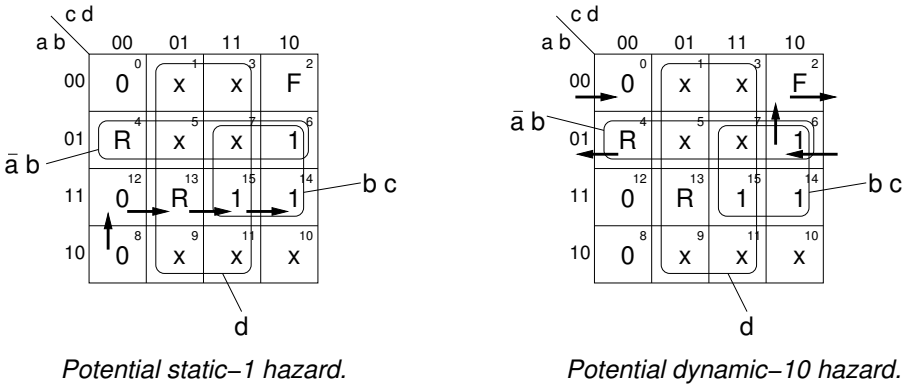 c d c d
a b 00 01 11 10 a b 00 01 11 10
0 1 3 2 0 1 3 2
00 0 x x F 00 0 x x F
4 5 7 6 4 5 7 6
01 R x x 1 01 R x x 1
a̅ b a̅ b
12 13 15 14 12 13 15 14
11 0 R 1 1 b c 11 0 R 1 1 b c
8 9 11 10 8 9 11 10
10 0 x x x 10 0 x x x
d d
Potential static–1 hazard. Potential dynamic–10 hazard.